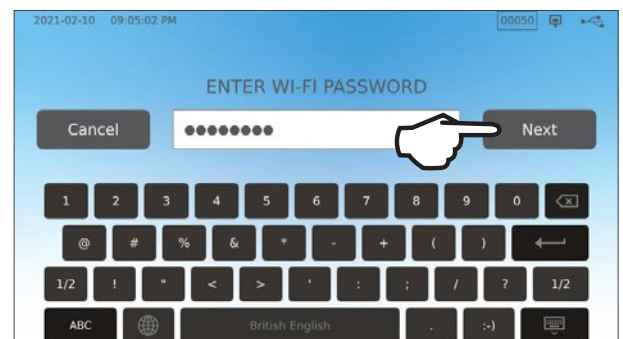 2021-02-10 09:05:02 PM 00050
ENTER WI-FI PASSWORD
Cancel ●●●●●●●● Next
1 2 3 4 5 6 7 8 9 0
@ # % & * - + ( )
1/2 ! " < > ' : ; / ? 1/2
ABC British English . :-)